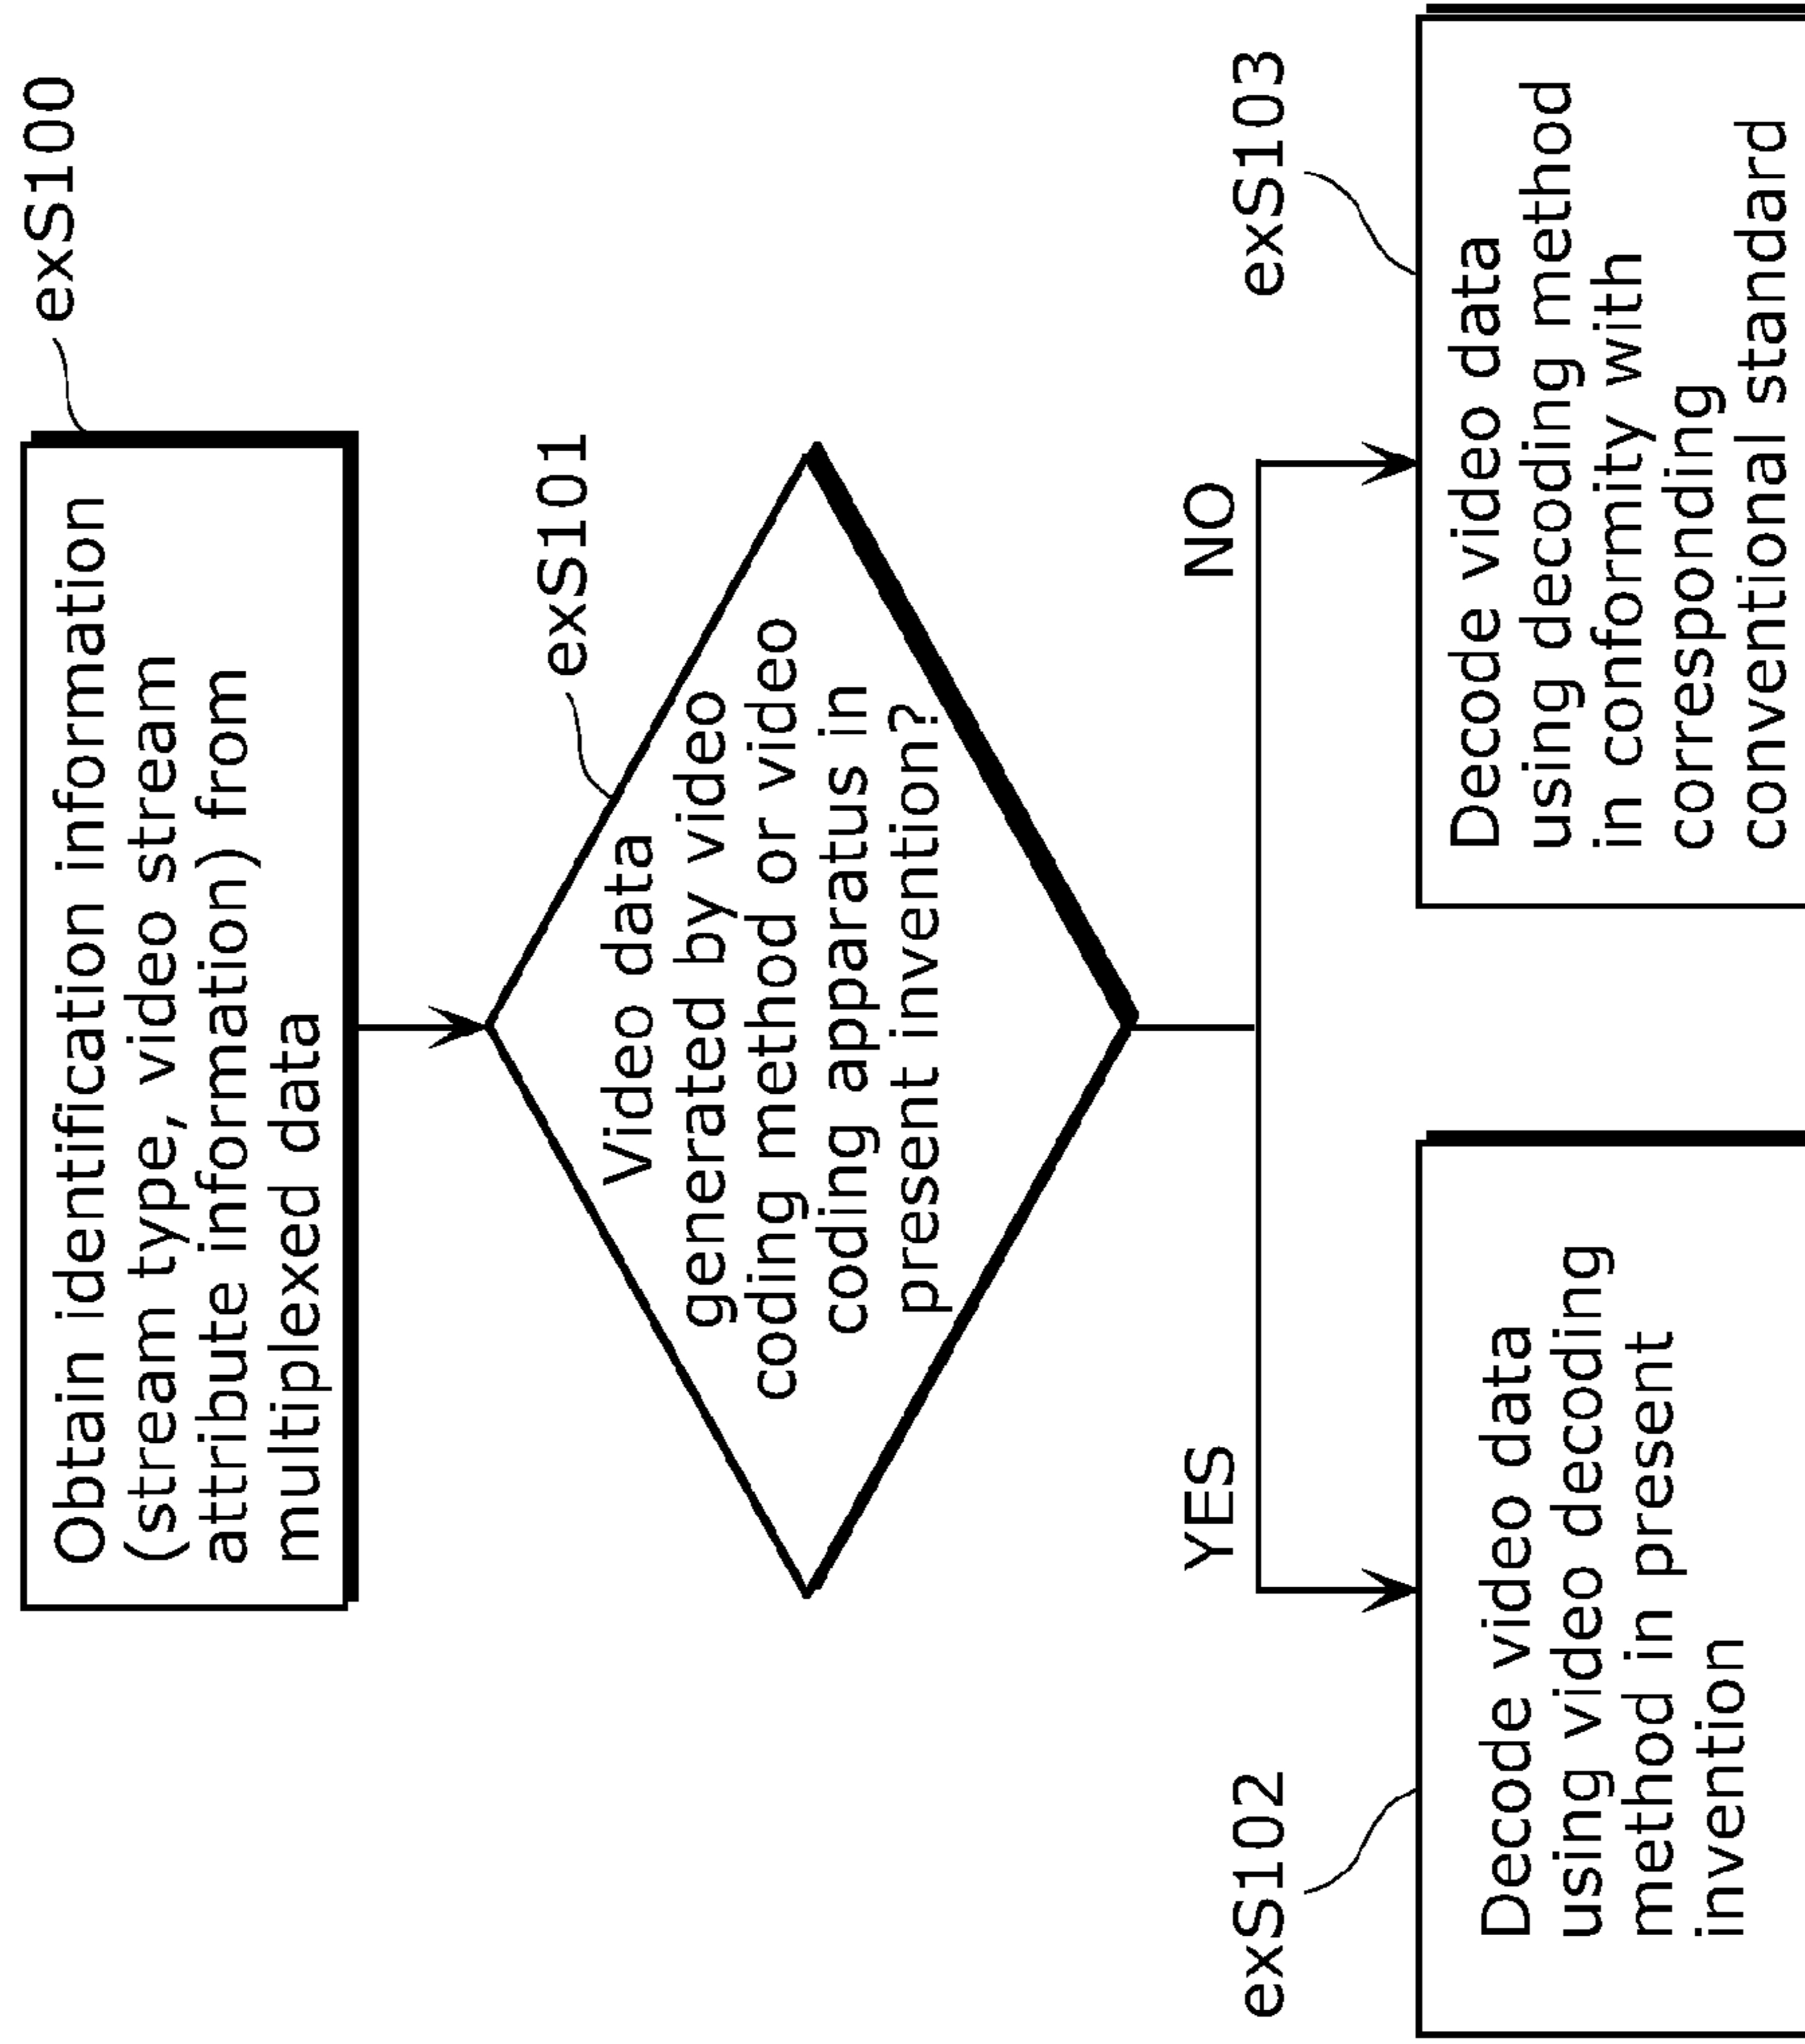 exS100
Obtain identification information
(stream type, video stream
attribute information) from
multiplexed data
exS101
Video data
generated by video
coding method or video
coding apparatus in
present invention?
YES
NO
exS102
Decode video data
using video decoding
method in present
invention
exS103
Decode video data
using decoding method
in conformity with
corresponding
conventional standard